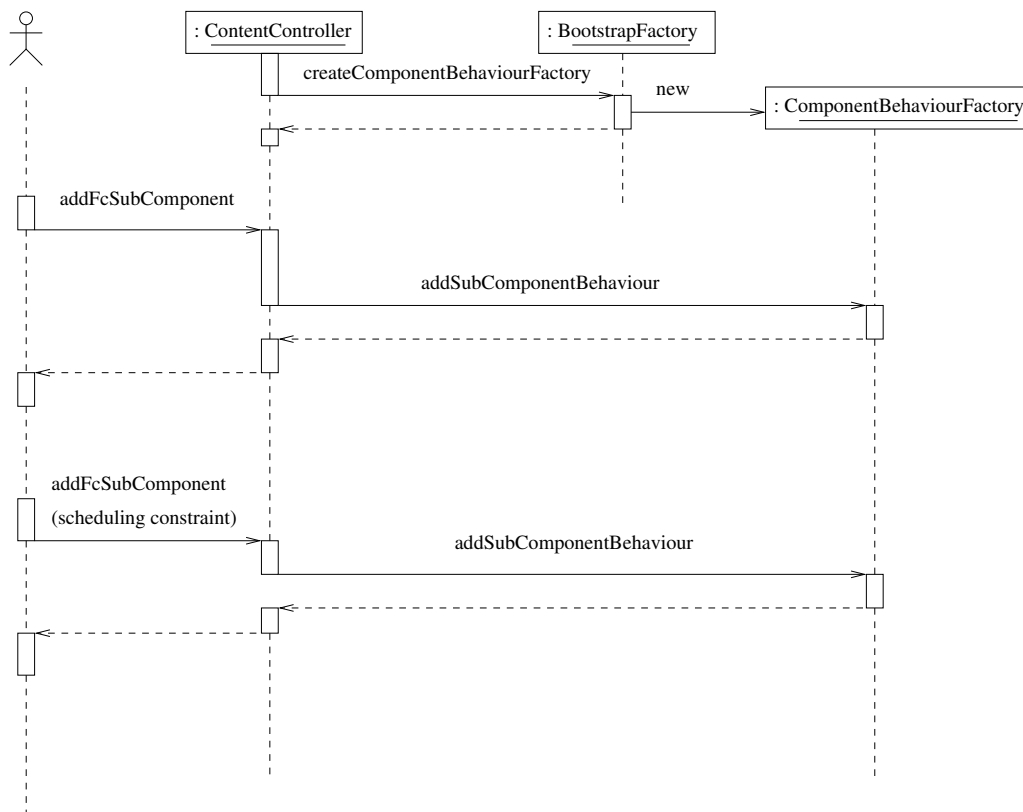 : ContentController
: BootstrapFactory
createComponentBehaviourFactory
new
: ComponentBehaviourFactory
addFcSubComponent
addSubComponentBehaviour
addFcSubComponent
(scheduling constraint)
addSubComponentBehaviour